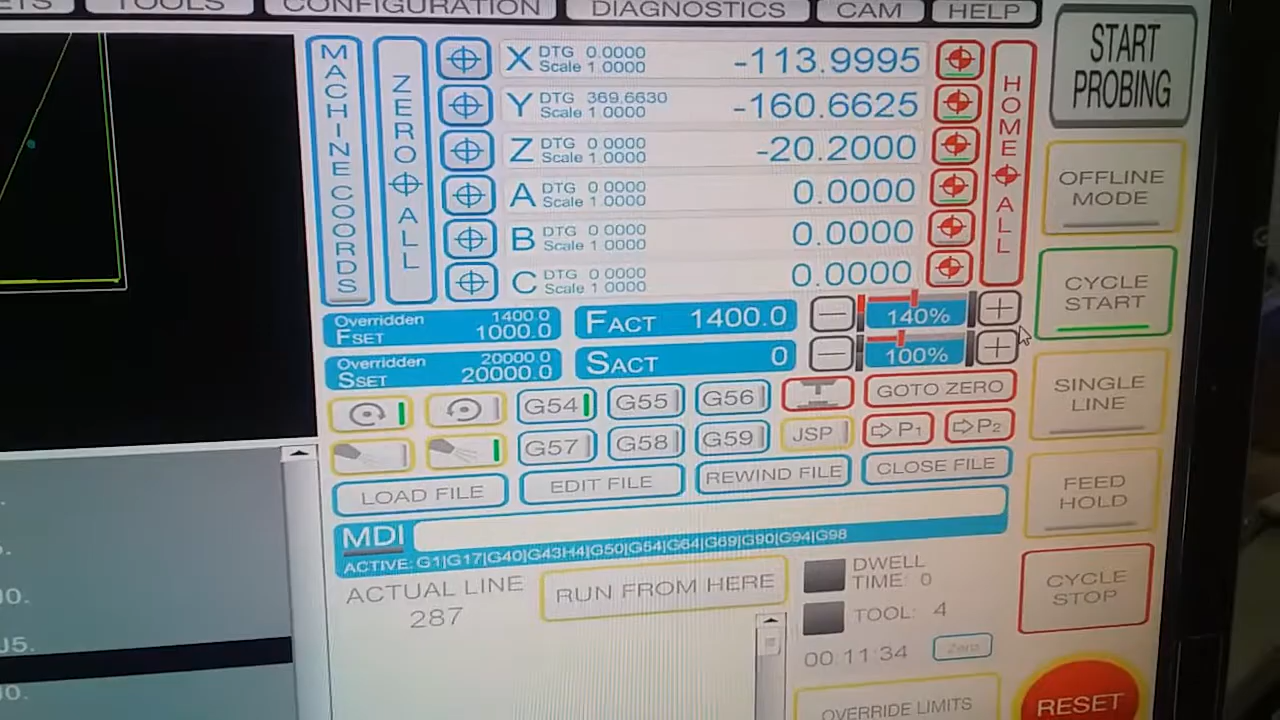 TOOLS
CONFIGURATION
DIAGNOSTICS
CAM
HELP
MACHINE COORDS
ZERO ALL
X DTG 0.0000 Scale 1.0000 -113.9995
Y DTG 369.6630 Scale 1.0000 -160.6625
Z DTG 0.0000 Scale 1.0000 -20.2000
A DTG 0.0000 Scale 1.0000 0.0000
B DTG 0.0000 Scale 1.0000 0.0000
C DTG 0.0000 Scale 1.0000 0.0000
HOME ALL
START PROBING
OFFLINE MODE
CYCLE START
SINGLE LINE
FEED HOLD
CYCLE STOP
RESET
Overridden 1400.0
FSET 1000.0
FACT 1400.0
140%
Overridden 20000.0
SSET 20000.0
SACT 0
100%
G54 G55 G56
GOTO ZERO
G57 G58 G59
JSP
P1 P2
LOAD FILE
EDIT FILE
REWIND FILE
CLOSE FILE
MDI
ACTIVE: G1|G17|G40|G43H4|G50|G54|G64|G69|G90|G94|G98
ACTUAL LINE
287
RUN FROM HERE
DWELL
TIME: 0
TOOL: 4
00:11:34
Zero
OVERRIDE LIMITS